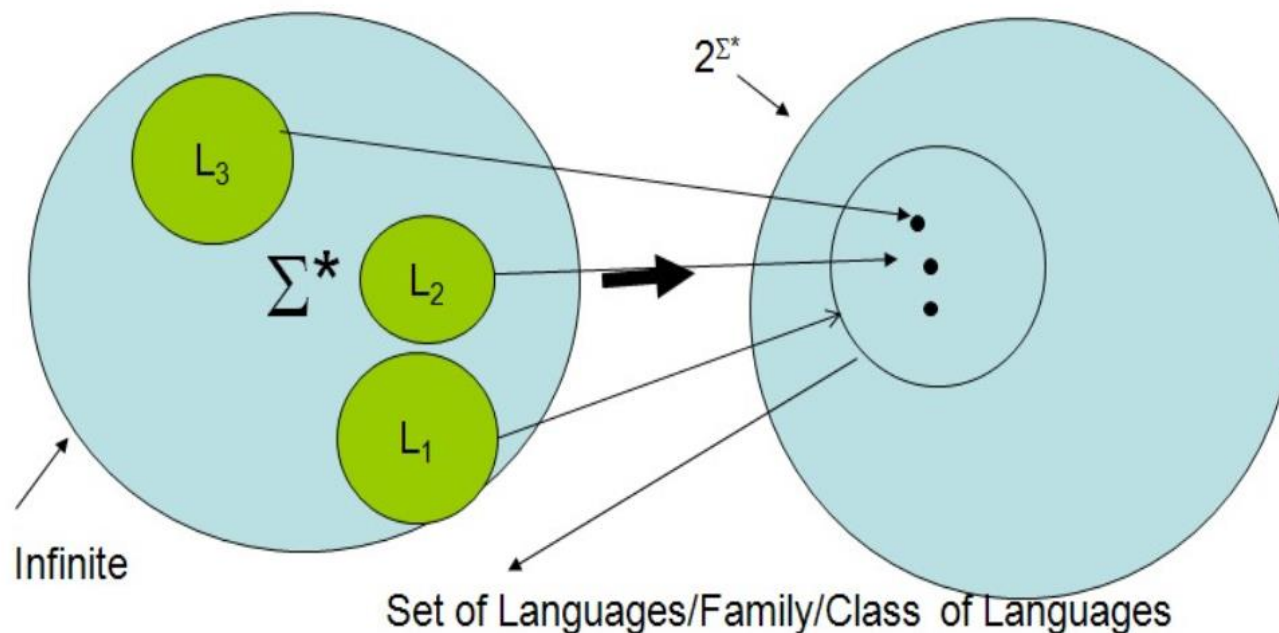 2^Σ*
L₃
Σ*
L₂
L₁
Infinite
Set of Languages/Family/Class of Languages